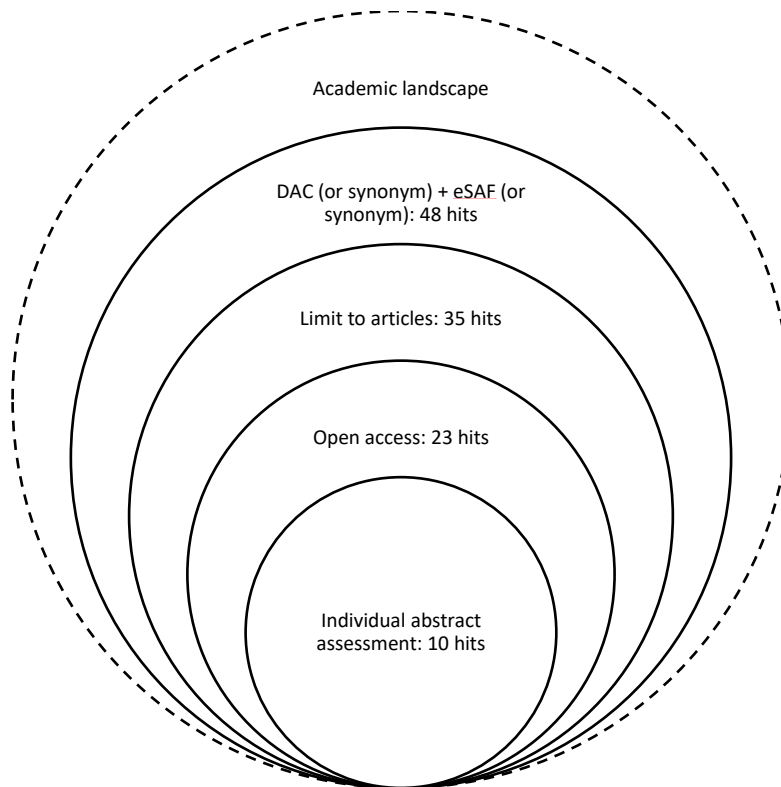 Academic landscape
DAC (or synonym) + eSAF (or
synonym): 48 hits
Limit to articles: 35 hits
Open access: 23 hits
Individual abstract
assessment: 10 hits